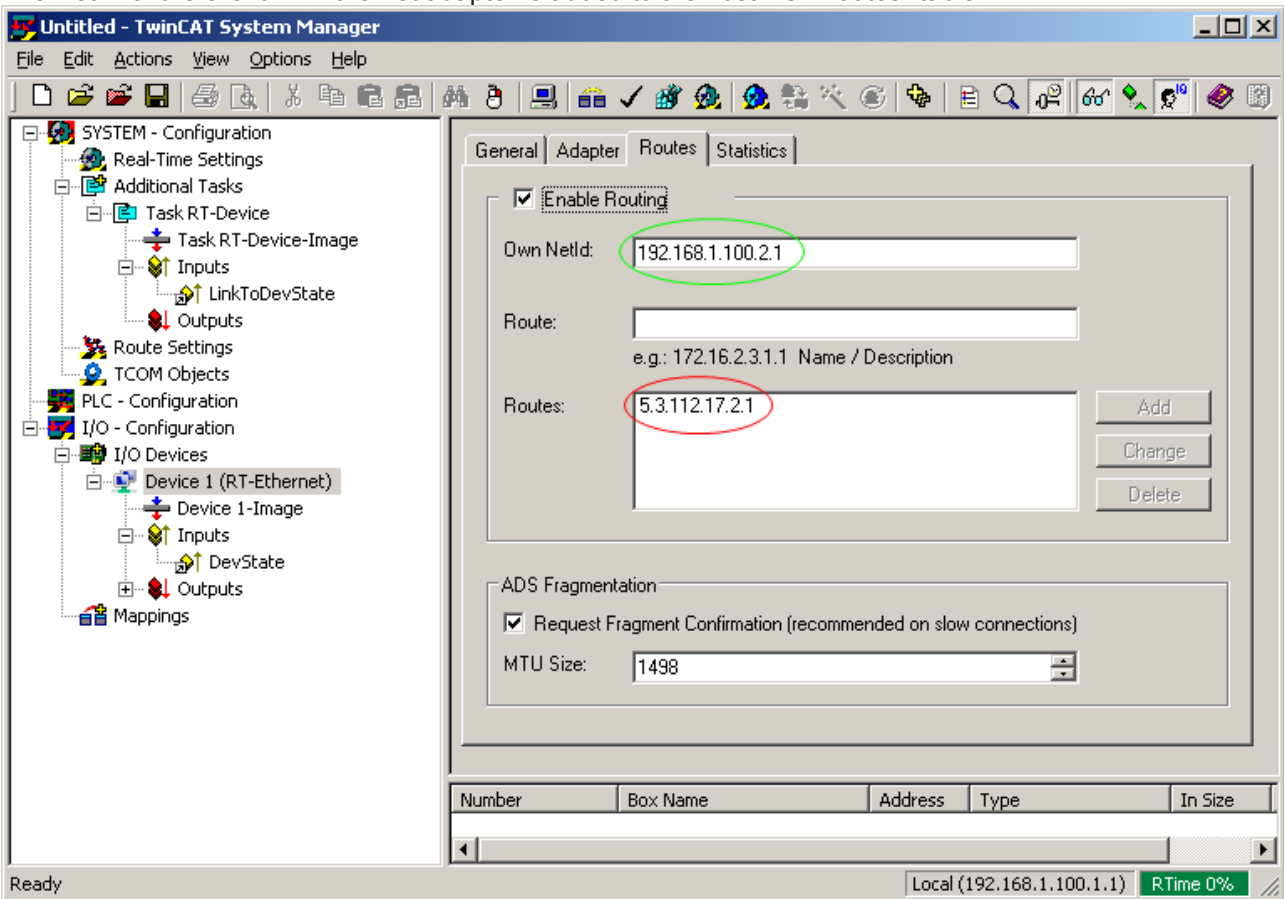 Untitled - TwinCAT System Manager
File Edit Actions View Options Help
SYSTEM - Configuration
Real-Time Settings
Additional Tasks
Task RT-Device
Task RT-Device-Image
Inputs
LinkToDevState
Outputs
Route Settings
TCOM Objects
PLC - Configuration
I/O - Configuration
I/O Devices
Device 1 (RT-Ethernet)
Device 1-Image
Inputs
DevState
Outputs
Mappings
General Adapter Routes Statistics
Enable Routing
Own NetId: 192.168.1.100.2.1
Route:
e.g.: 172.16.2.3.1.1 Name / Description
Routes: 5.3.112.17.2.1
Add
Change
Delete
ADS Fragmentation
Request Fragment Confirmation (recommended on slow connections)
MTU Size: 1498
Number Box Name Address Type In Size
Ready Local (192.168.1.100.1.1) RTime 0%